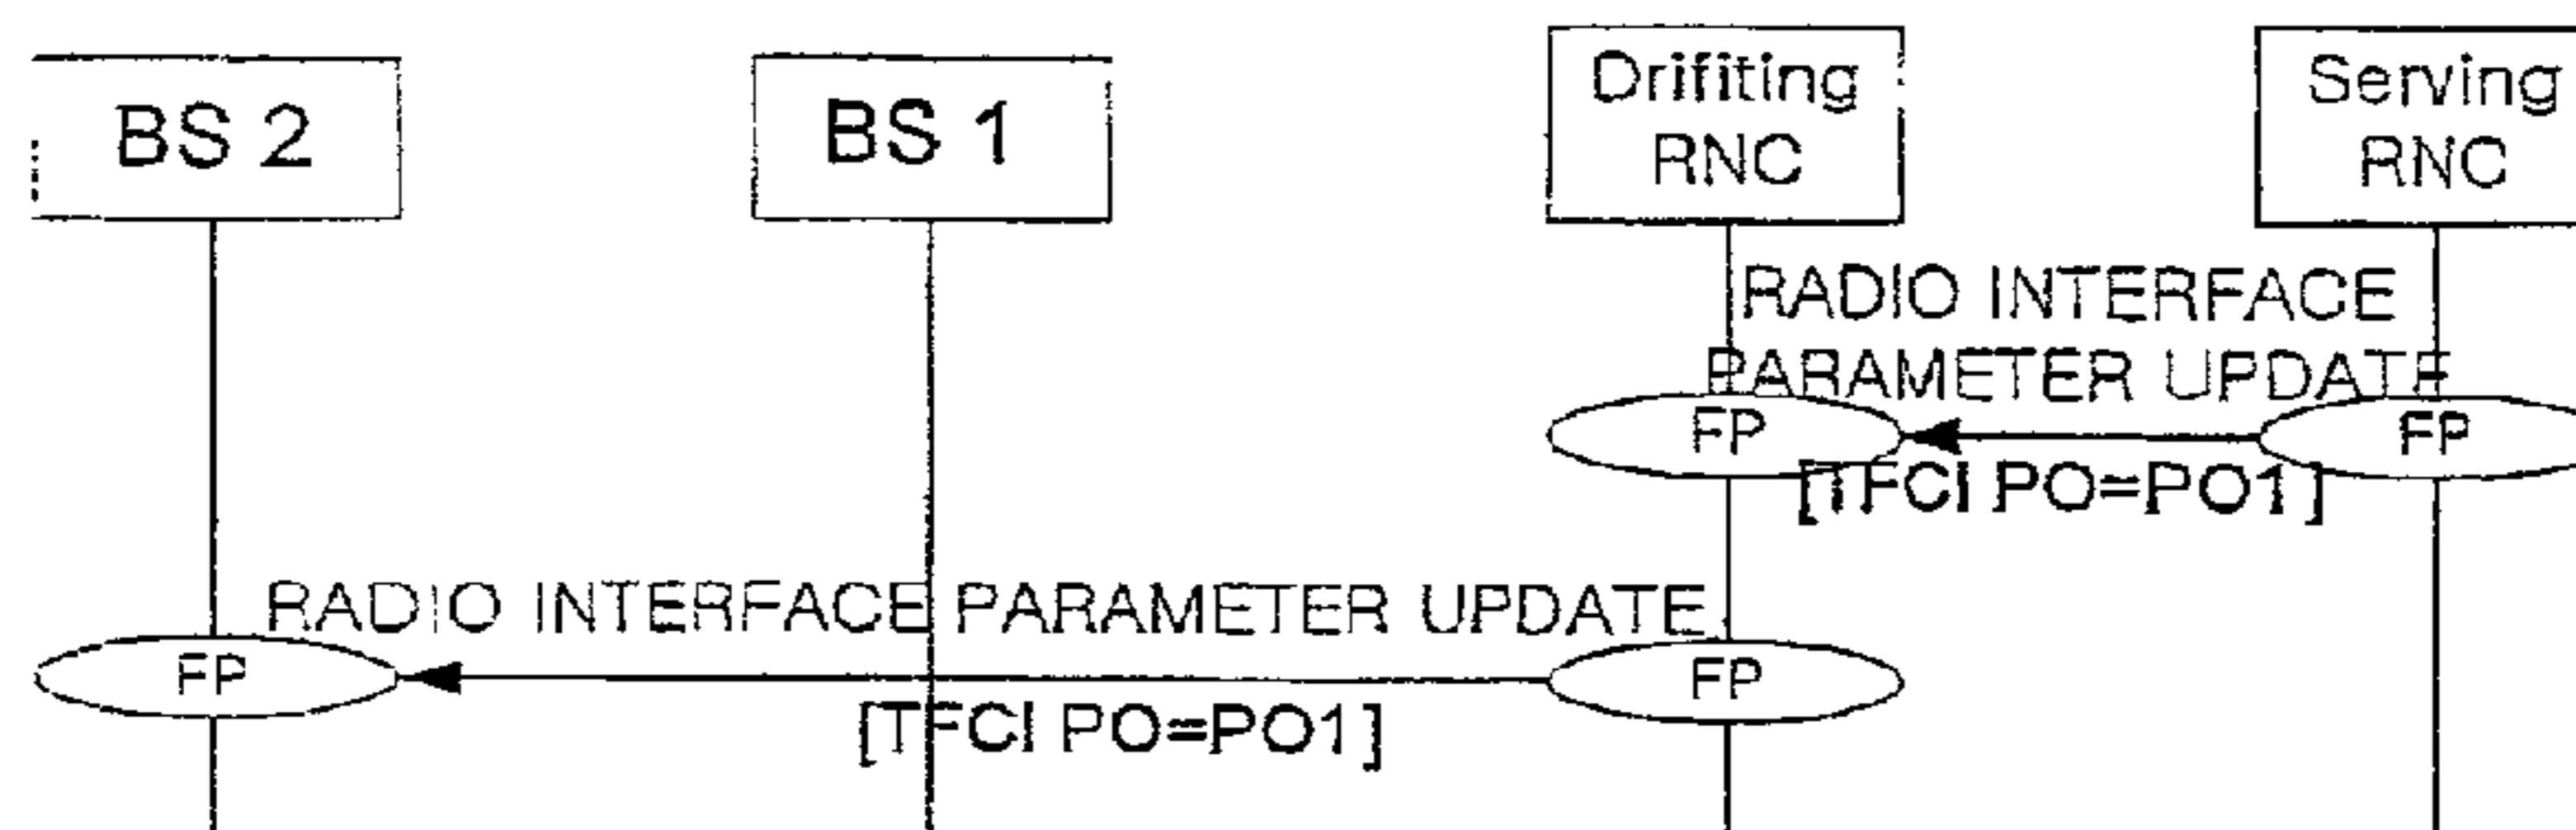 BS 2
BS 1
Drifiting
RNC
Serving
RNC
RADIO INTERFACE
PARAMETER UPDATE
FP
FP
[TFCI PO=PO1]
RADIO INTERFACE PARAMETER UPDATE
FP
FP
[TFCI PO=PO1]